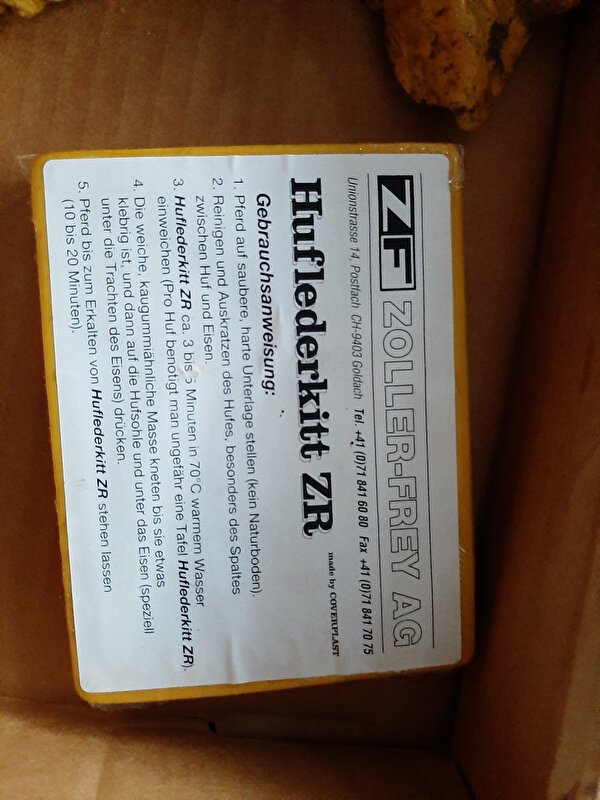 ZF ZOLLER-FREY AG
Unionstrasse 14, Postfach CH-9403 Goldach Tel. +41 (0)71 841 60 80 Fax +41 (0)71 841 70 75
Huflederkitt ZR made by COVERPLAST
Gebrauchsanweisung:
1. Pferd auf saubere, harte Unterlage stellen (kein Naturboden).
2. Reinigen und Auskratzen des Hufes, besonders des Spaltes
zwischen Huf und Eisen.
3. Huflederkitt ZR ca. 3 bis 5 Minuten in 70°C warmem Wasser
einweichen (Pro Huf benötigt man ungefähr eine Tafel Huflederkitt ZR).
4. Die weiche, kaugummiähnliche Masse kneten bis sie etwas
klebrig ist, und dann auf die Hufsohle und unter das Eisen (speziell
unter die Trachten des Eisens) drücken.
5. Pferd bis zum Erkalten von Huflederkitt ZR stehen lassen
(10 bis 20 Minuten).